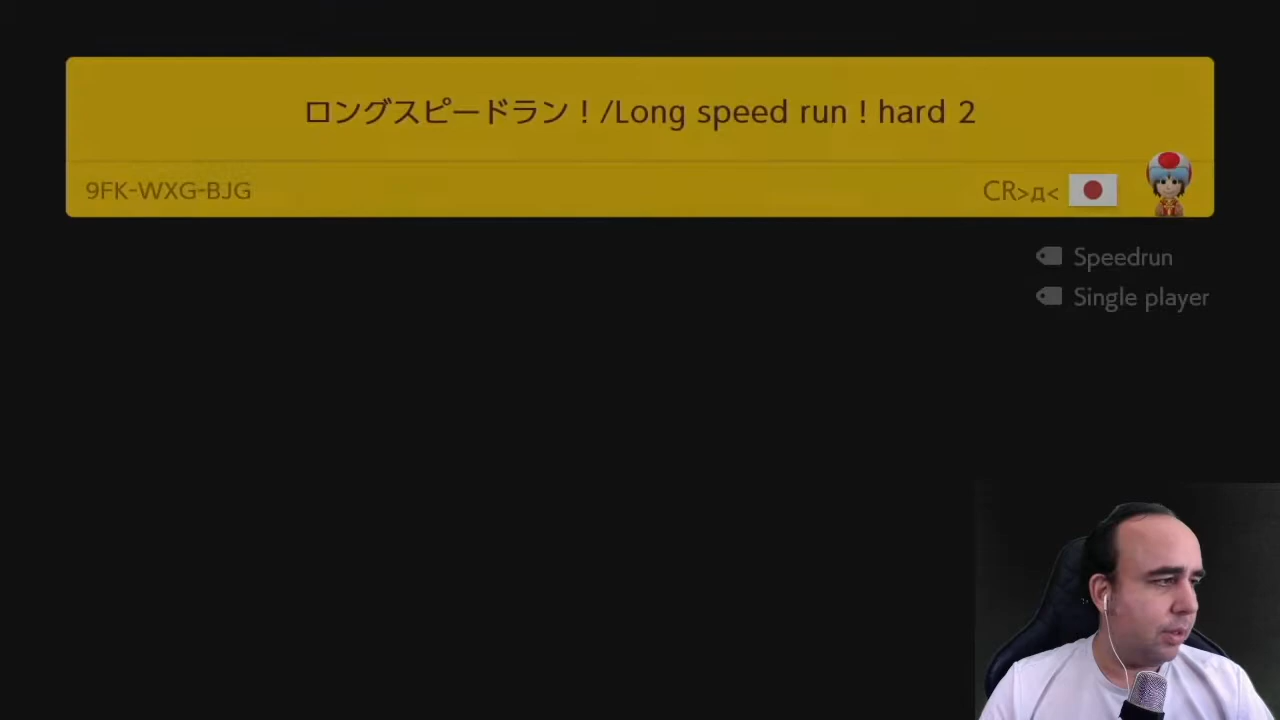 ロングスピードラン！/Long speed run！hard 2
9FK-WXG-BJG
CR>д<
Speedrun
Single player